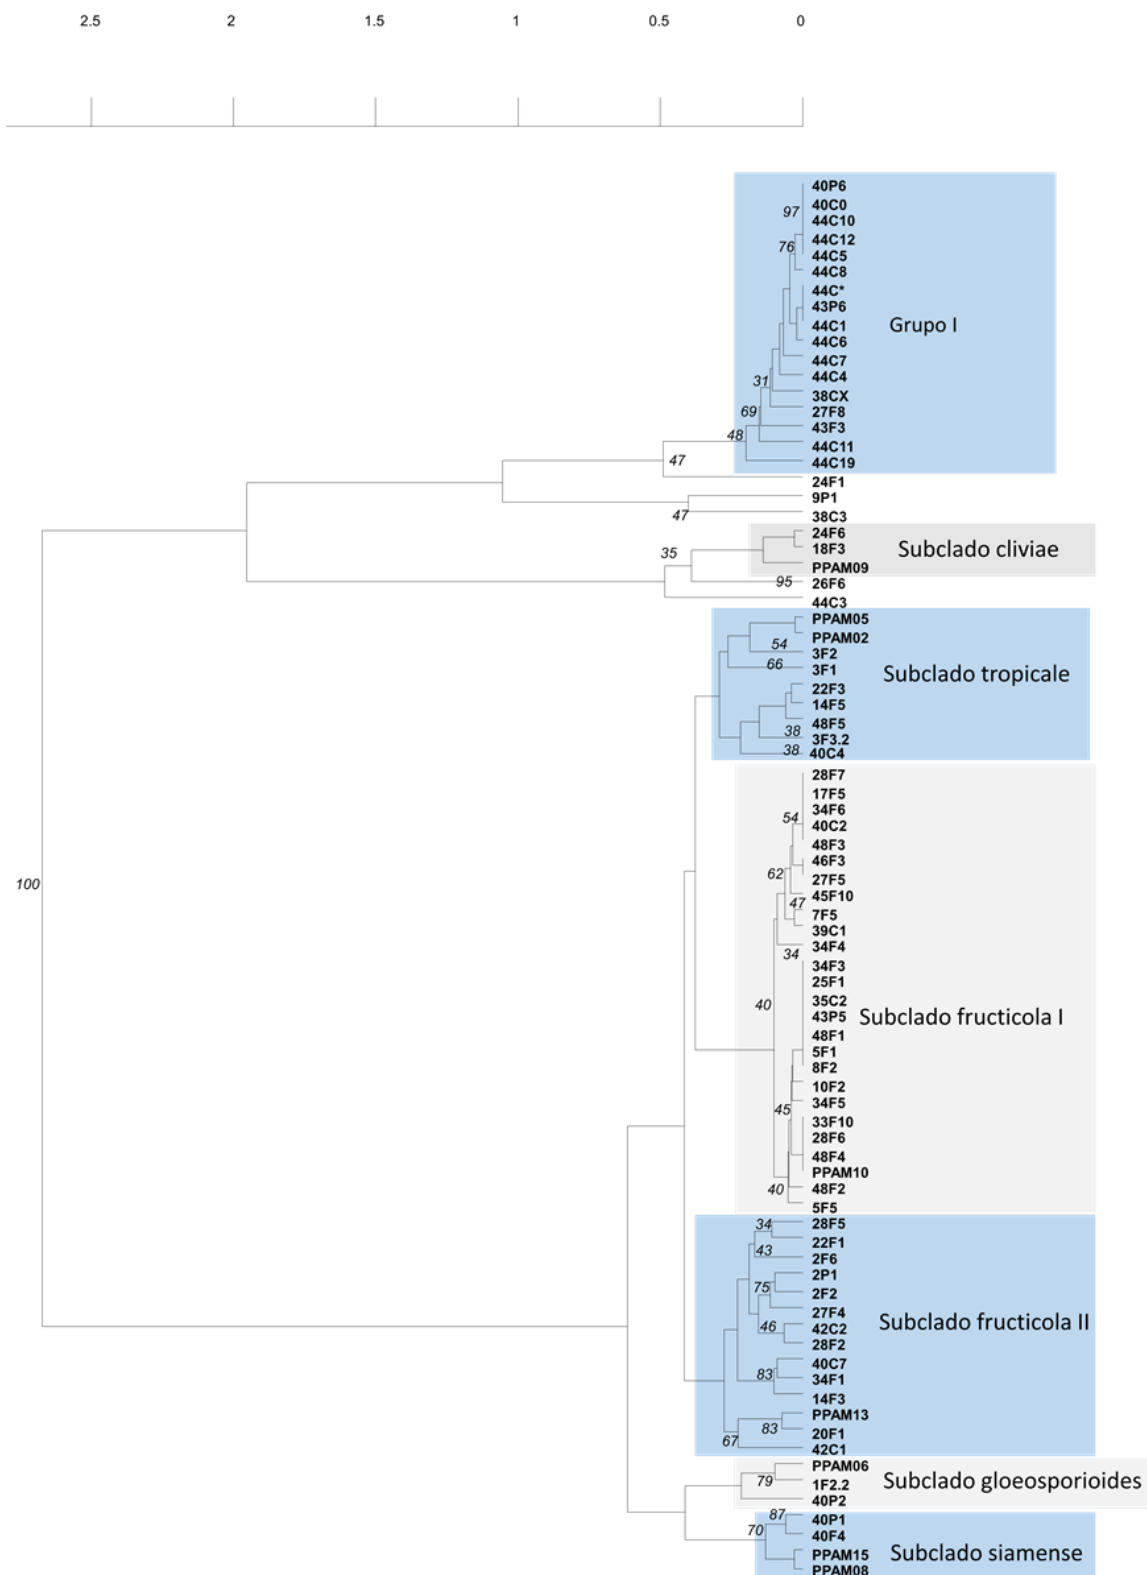 2.5 2 1.5 1 0.5 0
40P6
97
40C0
44C10
44C12
76
44C5
44C8
44C*
43P6
44C1
Grupo I
44C6
44C7
44C4
31
38CX
27F8
69
43F3
48
44C11
47
44C19
24F1
9P1
47
38C3
24F6
35
18F3
Subclado cliviae
PPAM09
95
26F6
44C3
PPAM05
PPAM02
54
3F2
66
3F1
Subclado tropicale
22F3
14F5
48F5
38
3F3.2
38
40C4
28F7
17F5
34F6
54
40C2
48F3
46F3
62
27F5
100
45F10
47
7F5
39C1
34F4
34
34F3
25F1
40
35C2
43P5
Subclado fructicola I
48F1
5F1
8F2
10F2
34F5
45
33F10
28F6
48F4
PPAM10
40
48F2
5F5
28F5
34
22F1
43
2F6
2P1
75
2F2
27F4
Subclado fructicola II
46
42C2
28F2
40C7
83
34F1
14F3
PPAM13
83
20F1
67
42C1
PPAM06
79
1F2.2
Subclado gloeosporioides
40P2
87
40P1
70
40F4
PPAM15
Subclado siamense
PPAM08